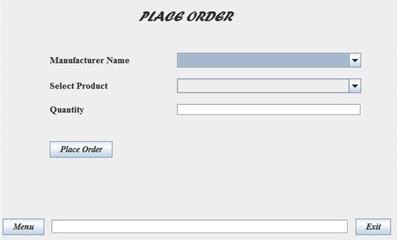 PLACE ORDER
Manufacturer Name
Select Product
Quantity
Place Order
Menu Exit